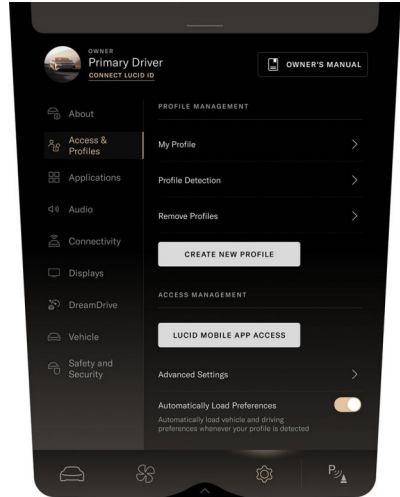 OWNER
Primary Driver
CONNECT LUCID ID
OWNER'S MANUAL
About
Access &
Profiles
Applications
Audio
Connectivity
Displays
DreamDrive
Vehicle
Safety and
Security
PROFILE MANAGEMENT
My Profile
Profile Detection
Remove Profiles
CREATE NEW PROFILE
ACCESS MANAGEMENT
LUCID MOBILE APP ACCESS
Advanced Settings
Automatically Load Preferences
Automatically load vehicle and driving
preferences whenever your profile is detected
P